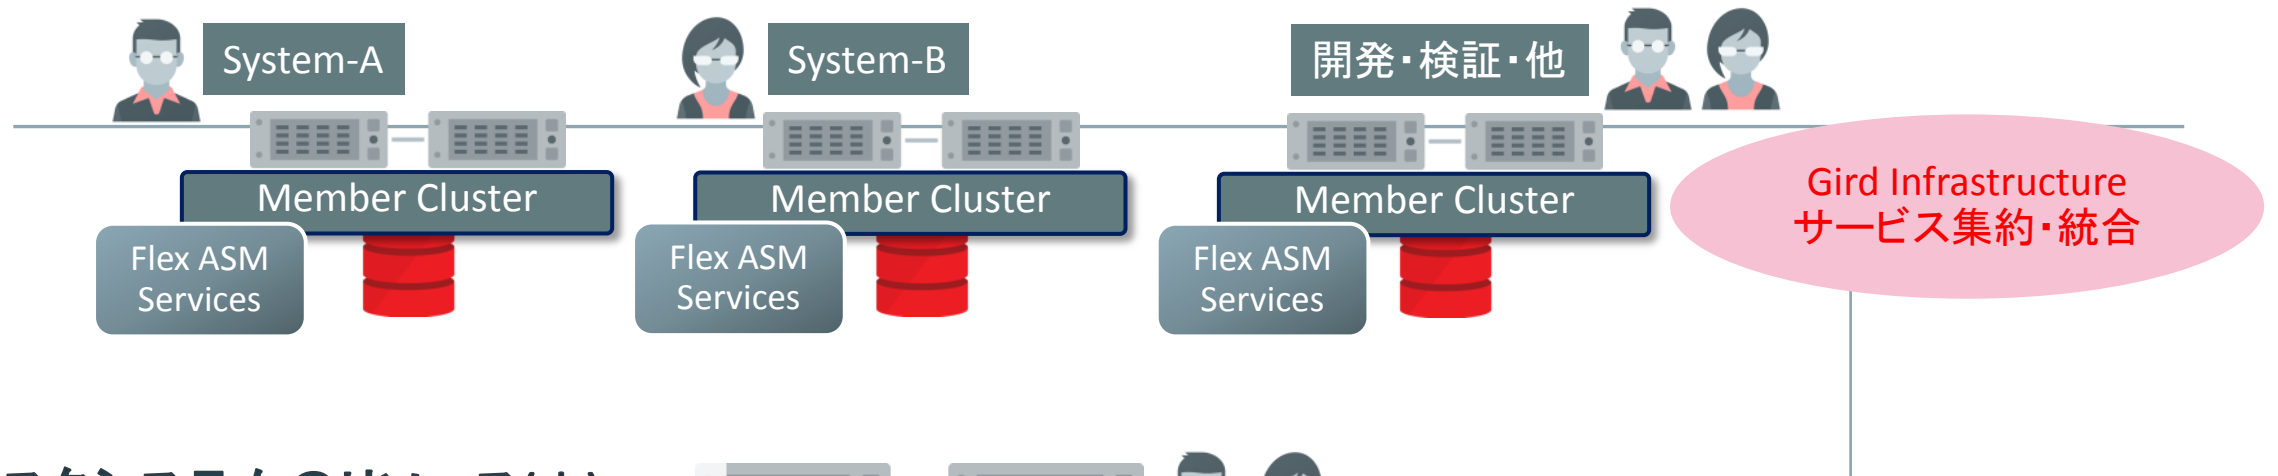 System-A
System-B
開発・検証・他
Member Cluster
Member Cluster
Member Cluster
Gird Infrastructure
サービス集約・統合
Flex ASM
Services
Flex ASM
Services
Flex ASM
Services